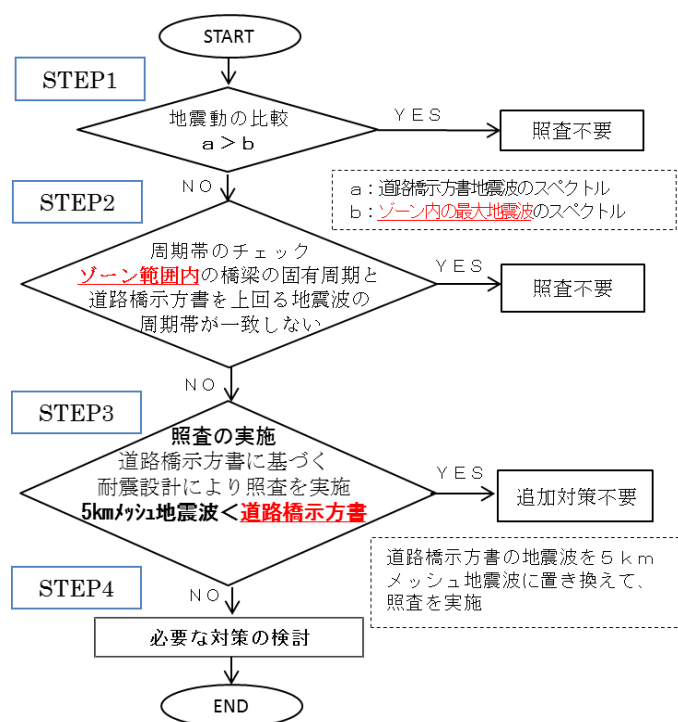 START
STEP1
地震動の比較
a > b
YES
照査不要
NO
a：道路橋示方書地震波のスペクトル
b：ゾーン内の最大地震波のスペクトル
STEP2
周期帯のチェック
ゾーン範囲内の橋梁の固有周期と
道路橋示方書を上回る地震波の
周期帯が一致しない
YES
照査不要
NO
STEP3
照査の実施
道路橋示方書に基づく
耐震設計により照査を実施
5kmメッシュ地震波＜道路橋示方書
YES
追加対策不要
道路橋示方書の地震波を５ｋｍ
メッシュ地震波に置き換えて、
照査を実施
NO
STEP4
必要な対策の検討
END